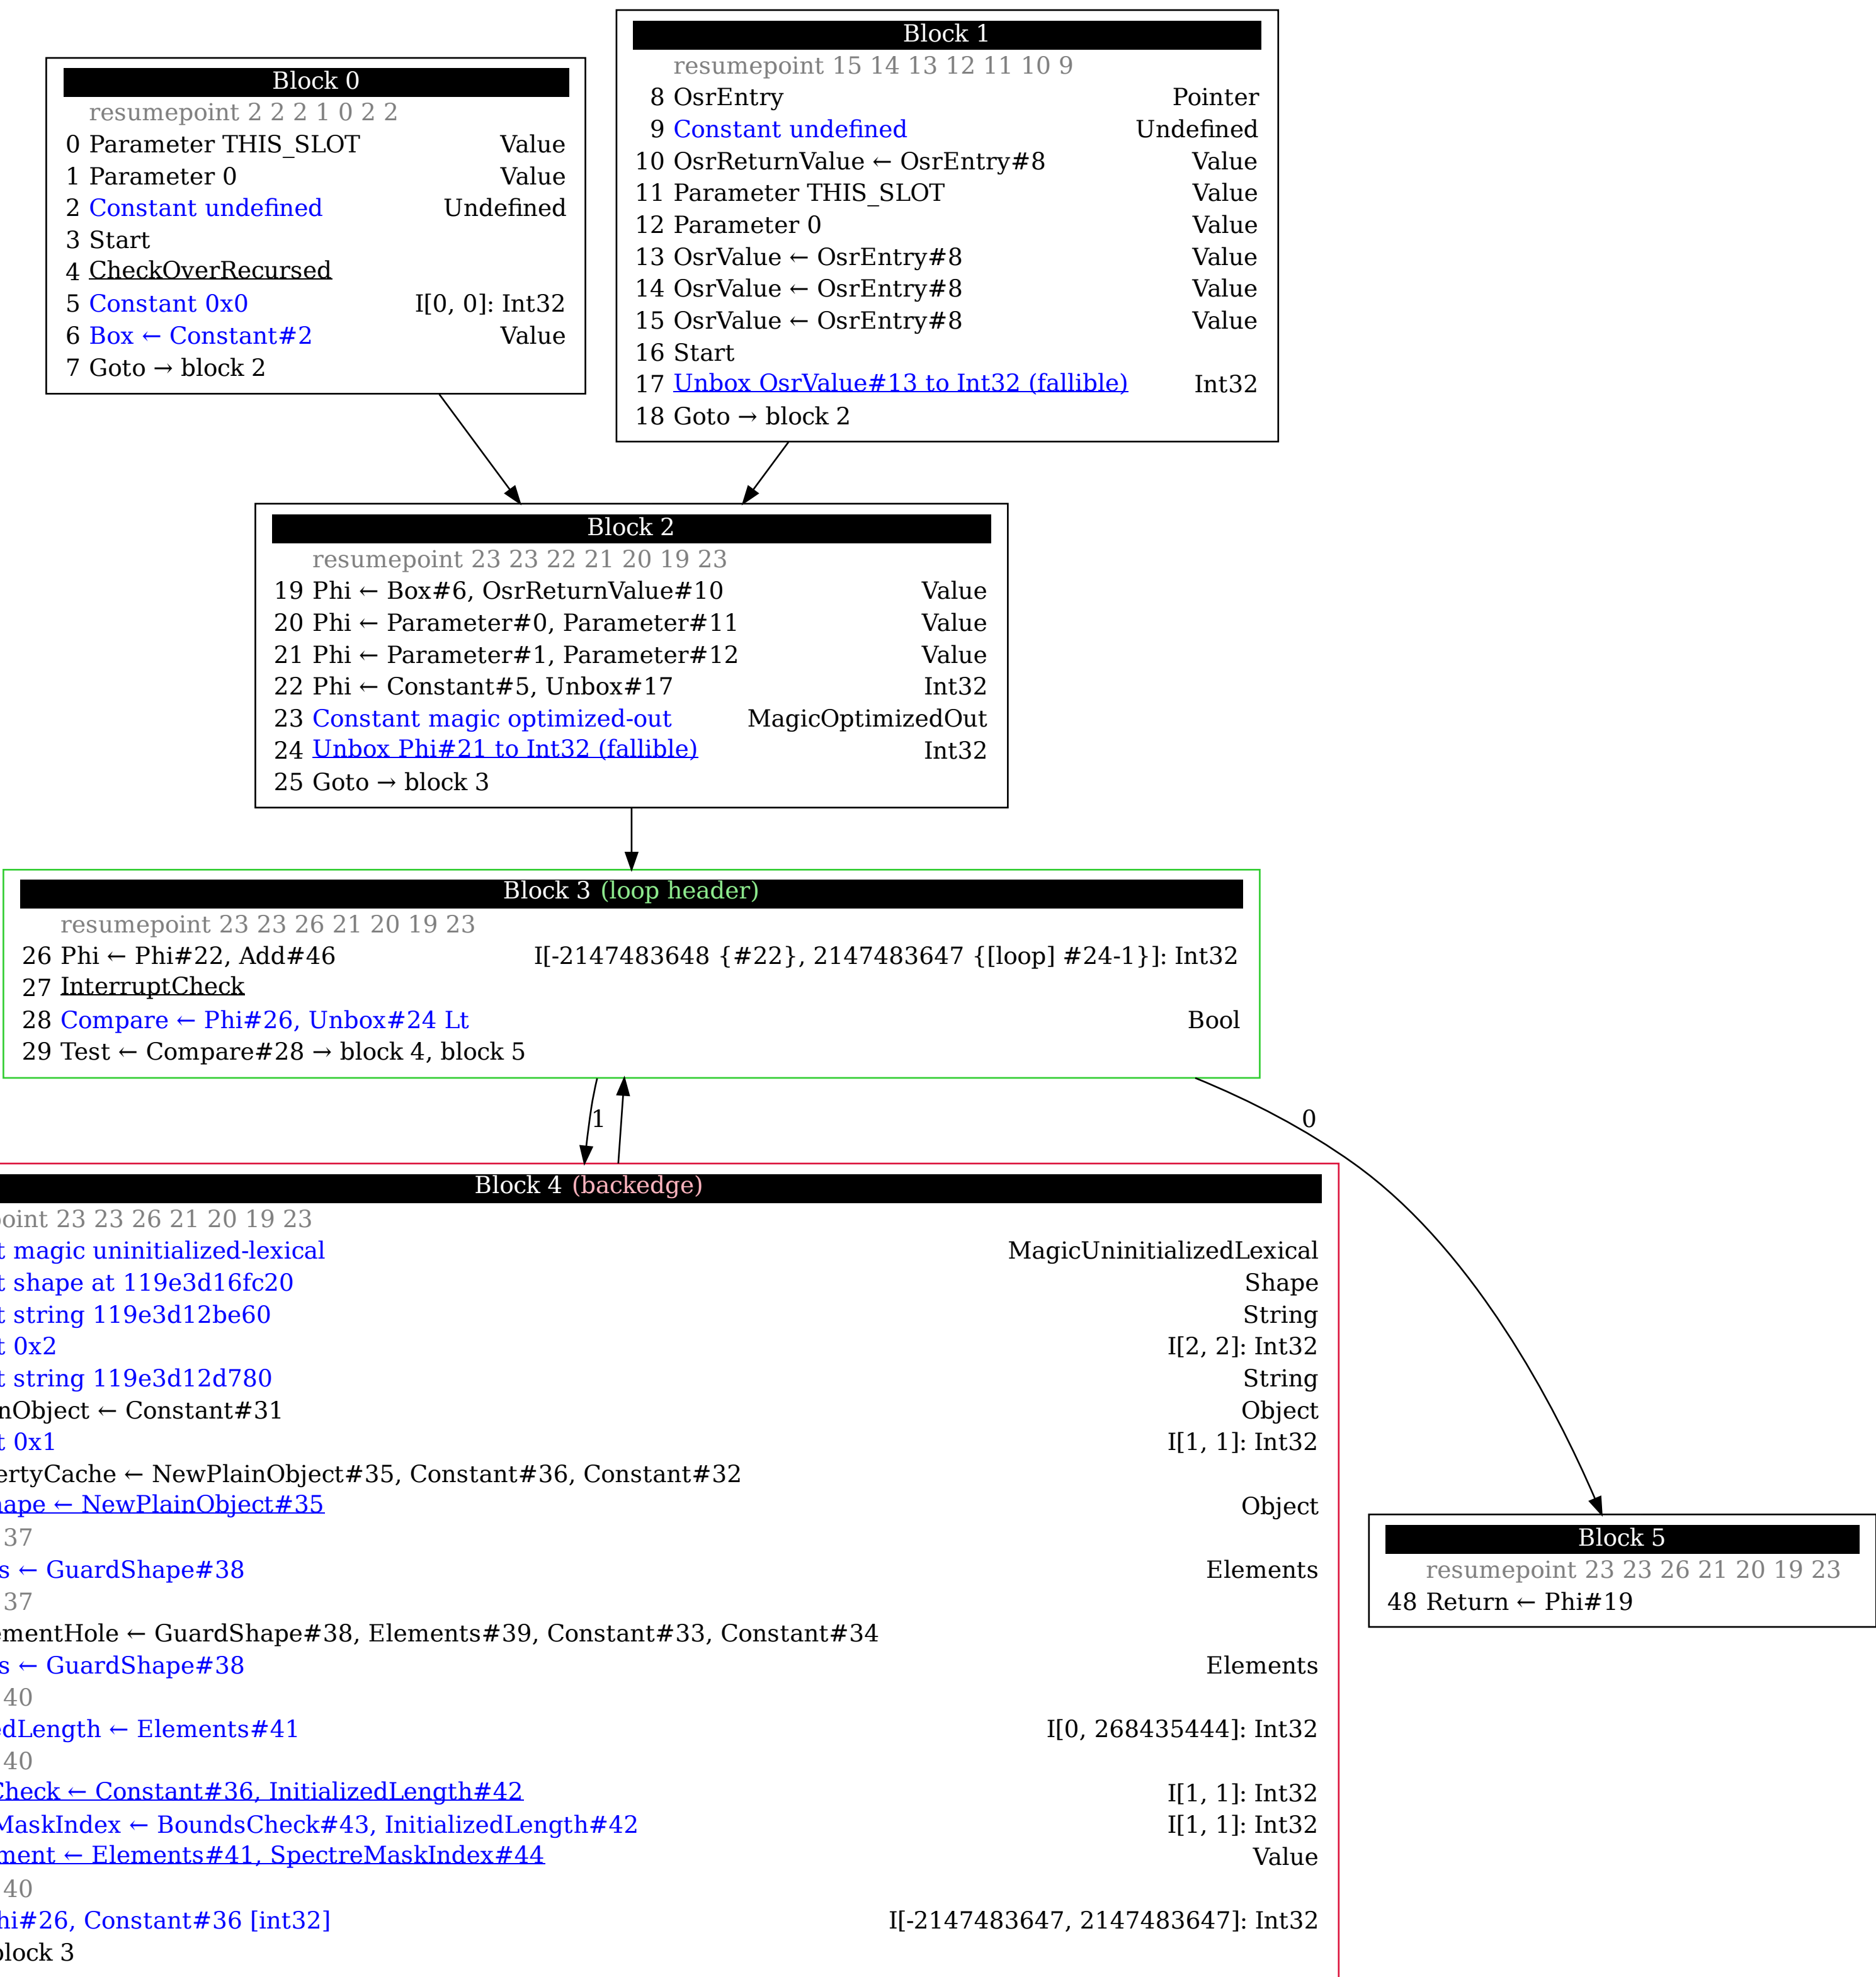 Block 0
resumepoint 2 2 2 1 0 2 2
0 Parameter THIS_SLOT Value
1 Parameter 0 Value
2 Constant undefined Undefined
3 Start
4 CheckOverRecursed
5 Constant 0x0 I[0, 0]: Int32
6 Box ← Constant#2 Value
7 Goto → block 2
Block 1
resumepoint 15 14 13 12 11 10 9
8 OsrEntry Pointer
9 Constant undefined Undefined
10 OsrReturnValue ← OsrEntry#8 Value
11 Parameter THIS_SLOT Value
12 Parameter 0 Value
13 OsrValue ← OsrEntry#8 Value
14 OsrValue ← OsrEntry#8 Value
15 OsrValue ← OsrEntry#8 Value
16 Start
17 Unbox OsrValue#13 to Int32 (fallible) Int32
18 Goto → block 2
Block 2
resumepoint 23 23 22 21 20 19 23
19 Phi ← Box#6, OsrReturnValue#10 Value
20 Phi ← Parameter#0, Parameter#11 Value
21 Phi ← Parameter#1, Parameter#12 Value
22 Phi ← Constant#5, Unbox#17 Int32
23 Constant magic optimized-out MagicOptimizedOut
24 Unbox Phi#21 to Int32 (fallible) Int32
25 Goto → block 3
Block 3 (loop header)
resumepoint 23 23 26 21 20 19 23
26 Phi ← Phi#22, Add#46 I[-2147483648 {#22}, 2147483647 {[loop] #24-1}]: Int32
27 InterruptCheck
28 Compare ← Phi#26, Unbox#24 Lt Bool
29 Test ← Compare#28 → block 4, block 5
1
0
Block 4 (backedge)
oint 23 23 26 21 20 19 23
t magic uninitialized-lexical MagicUninitializedLexical
t shape at 119e3d16fc20 Shape
t string 119e3d12be60 String
t 0x2 I[2, 2]: Int32
t string 119e3d12d780 String
nObject ← Constant#31 Object
t 0x1 I[1, 1]: Int32
ertyCache ← NewPlainObject#35, Constant#36, Constant#32
hape ← NewPlainObject#35 Object
37
s ← GuardShape#38 Elements
37
ementHole ← GuardShape#38, Elements#39, Constant#33, Constant#34
s ← GuardShape#38 Elements
40
edLength ← Elements#41 I[0, 268435444]: Int32
40
Check ← Constant#36, InitializedLength#42 I[1, 1]: Int32
MaskIndex ← BoundsCheck#43, InitializedLength#42 I[1, 1]: Int32
ment ← Elements#41, SpectreMaskIndex#44 Value
40
hi#26, Constant#36 [int32] I[-2147483647, 2147483647]: Int32
block 3
Block 5
resumepoint 23 23 26 21 20 19 23
48 Return ← Phi#19